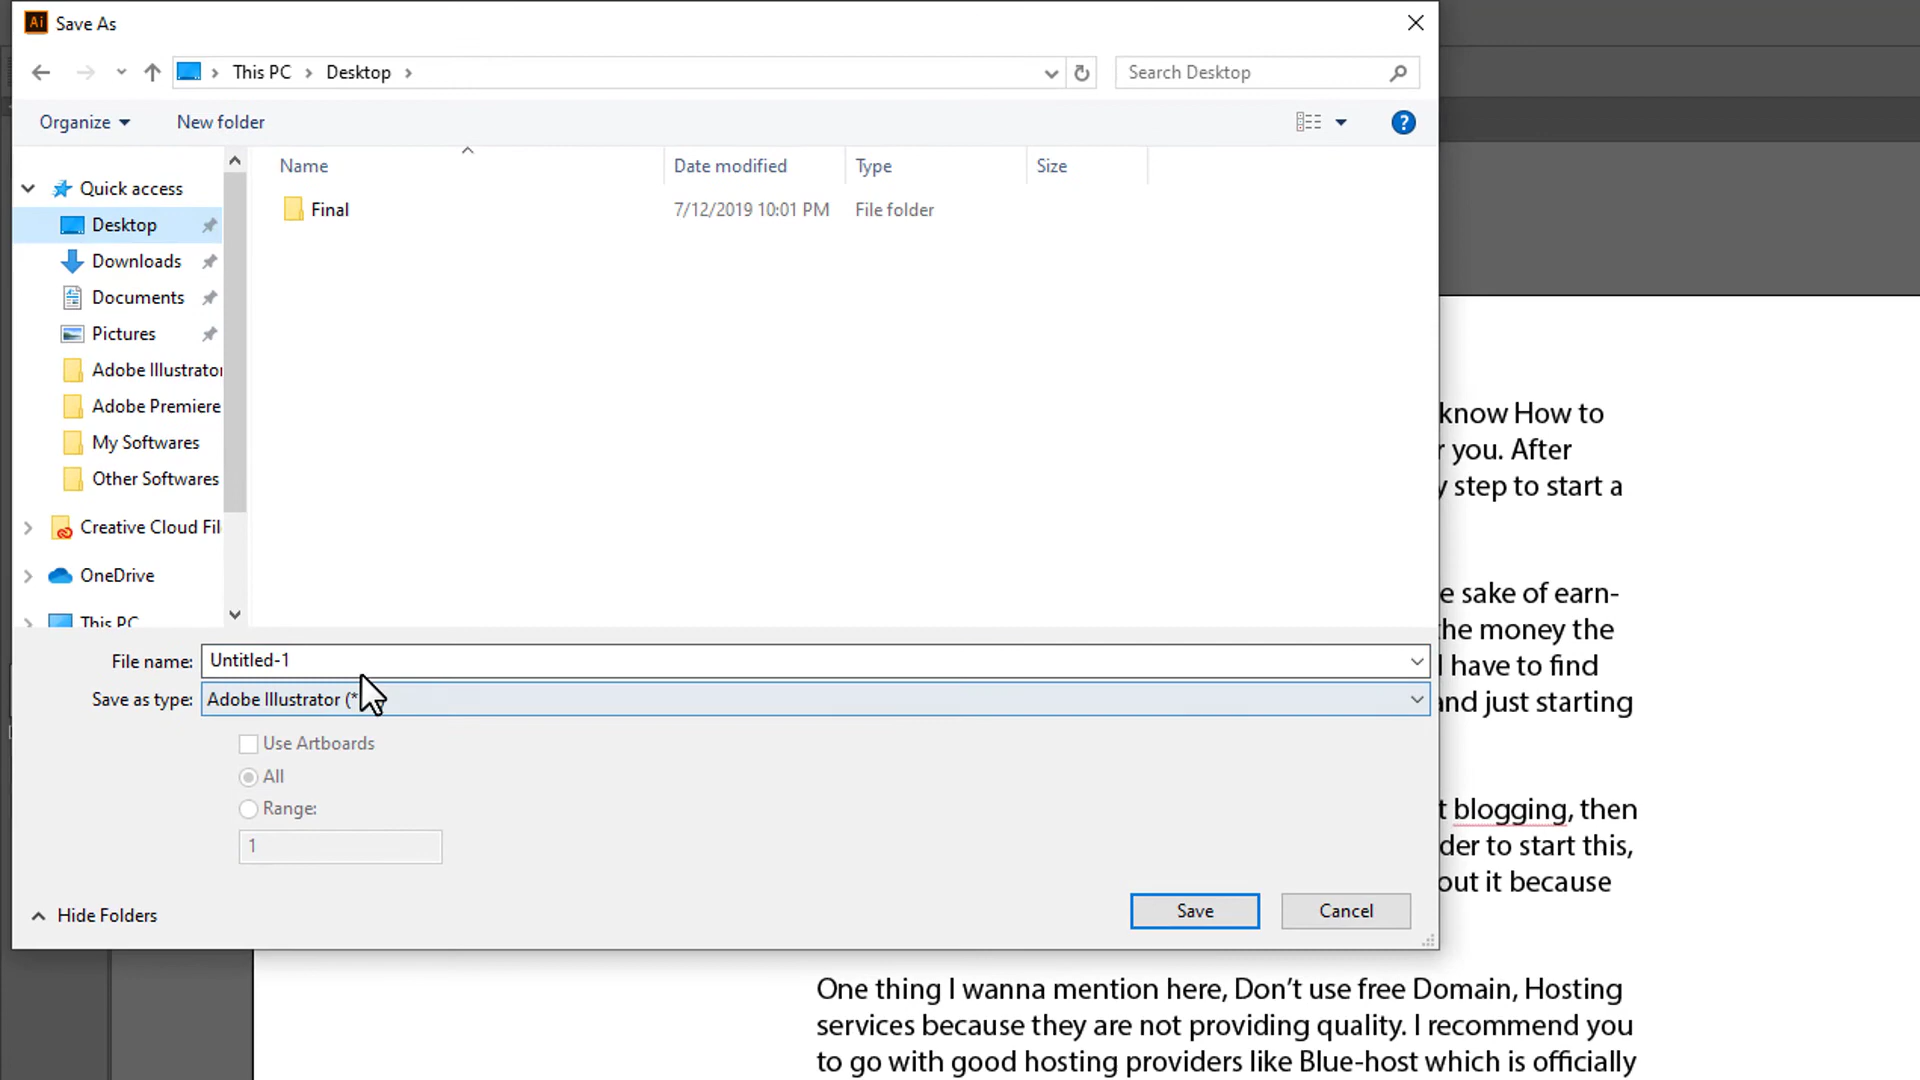 Ai Save As
This PC Desktop
Search Desktop
Organize
New folder
?
Name
Date modified
Type
Size
Quick access
Desktop
Downloads
Documents
Pictures
Adobe Illustrator
Adobe Premiere
My Softwares
Other Softwares
Creative Cloud Fil
OneDrive
This PC
Final
7/12/2019 10:01 PM
File folder
File name: Untitled-1
Save as type: Adobe Illustrator (*
Use Artboards
All
Range:
1
Hide Folders
Save
Cancel
know How to
you. After
step to start a
sake of earn-
the money the
I have to find
and just starting
blogging, then
der to start this,
out it because
One thing I wanna mention here, Don't use free Domain, Hosting
services because they are not providing quality. I recommend you
to go with good hosting providers like Blue-host which is officially